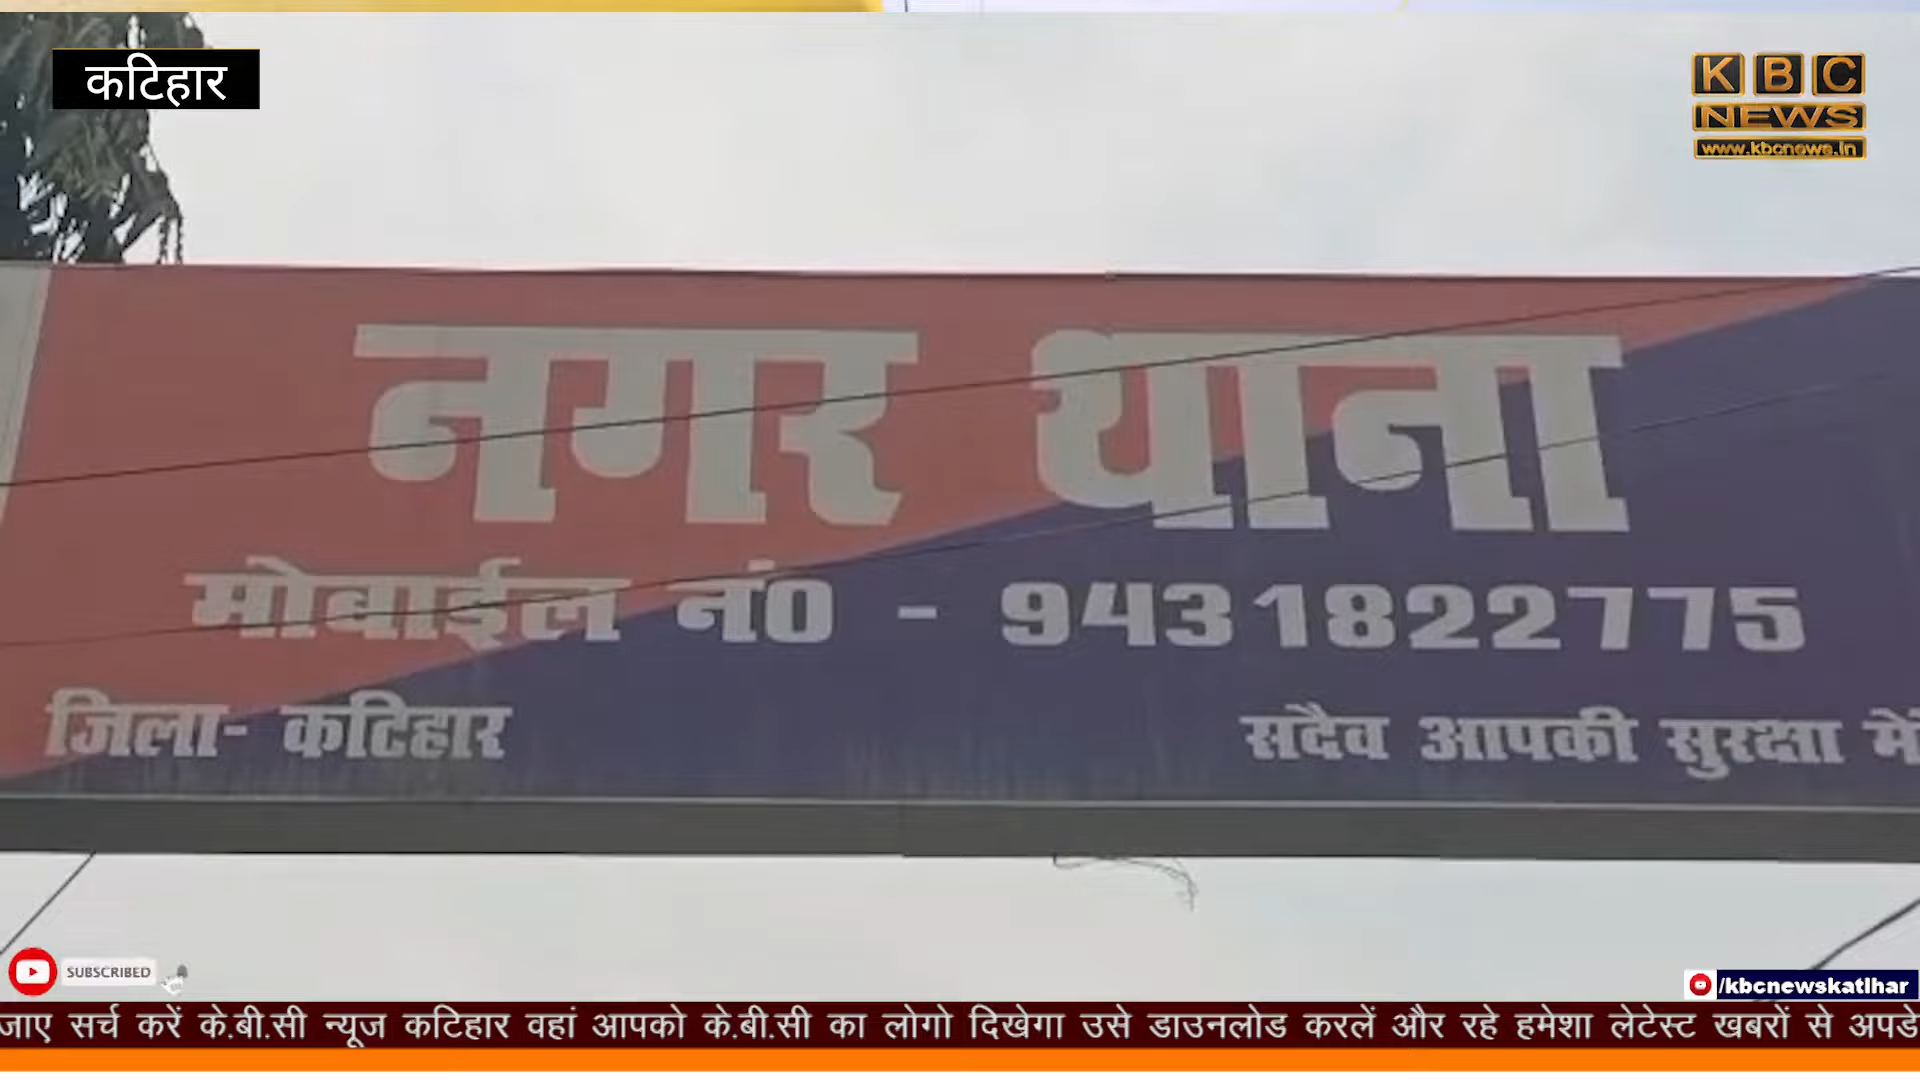 कटिहार
K B C
NEWS
www.kbcnews.in
नगर थाना
मोबाईल नं0 - 9431822775
जिला- कटिहार
सदैव आपकी सुरक्षा में
SUBSCRIBED
/kbcnewskatihar
जाए सर्च करें के.बी.सी न्यूज कटिहार वहां आपको के.बी.सी का लोगो दिखेगा उसे डाउनलोड करलें और रहे हमेशा लेटेस्ट खबरों से अपडे